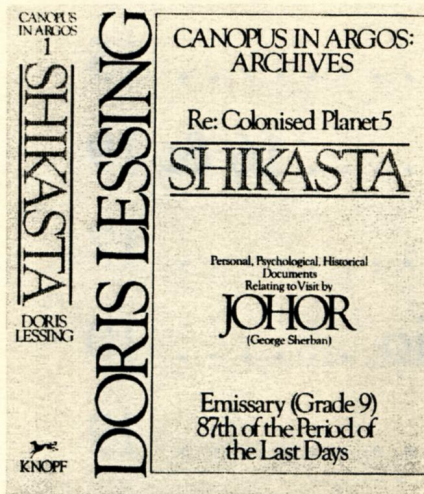 CANOPUS
IN ARGOS
1
SHIKASTA
DORIS
LESSING
KNOPF
DORIS LESSING
CANOPUS IN ARGOS:
ARCHIVES
Re: Colonised Planet 5
SHIKASTA
Personal, Psychological, Historical
Documents
Relating to Visit by
JOHOR
(George Sherban)
Emissary (Grade 9)
87th of the Period of
the Last Days